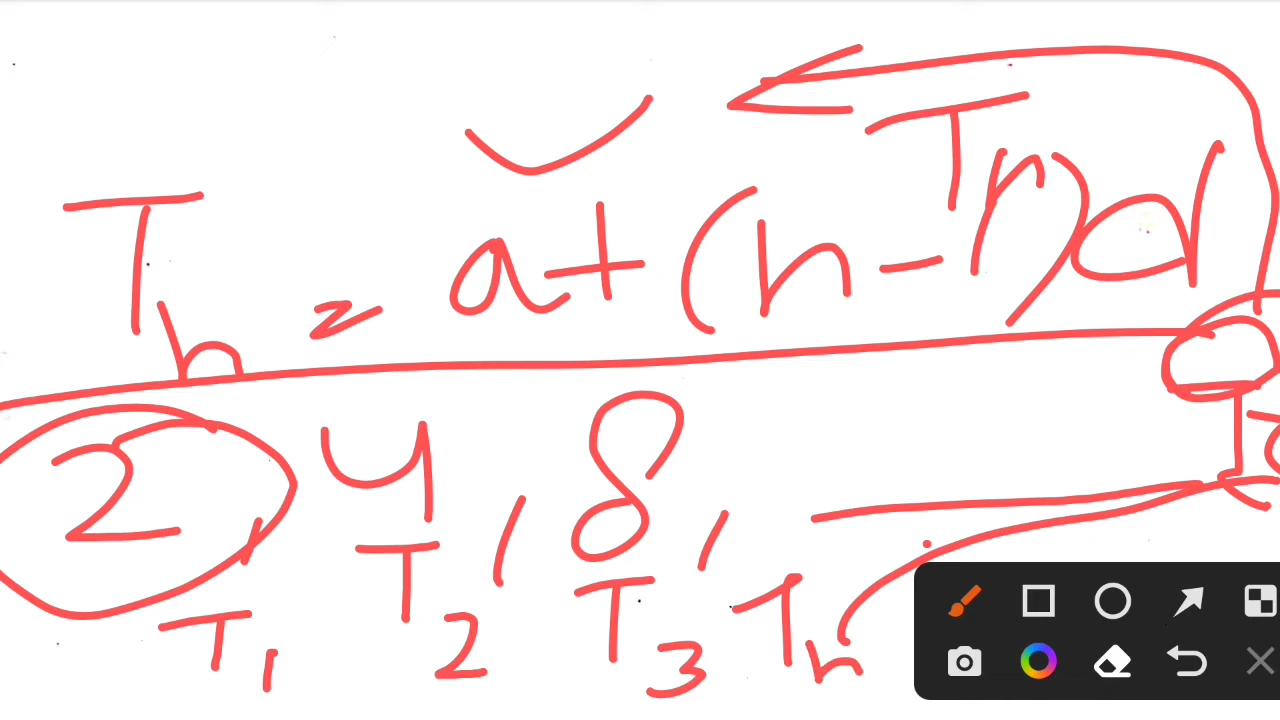 Tn = a+(n-1)d
2, 4, 8,
T1 T2 T3 Tn